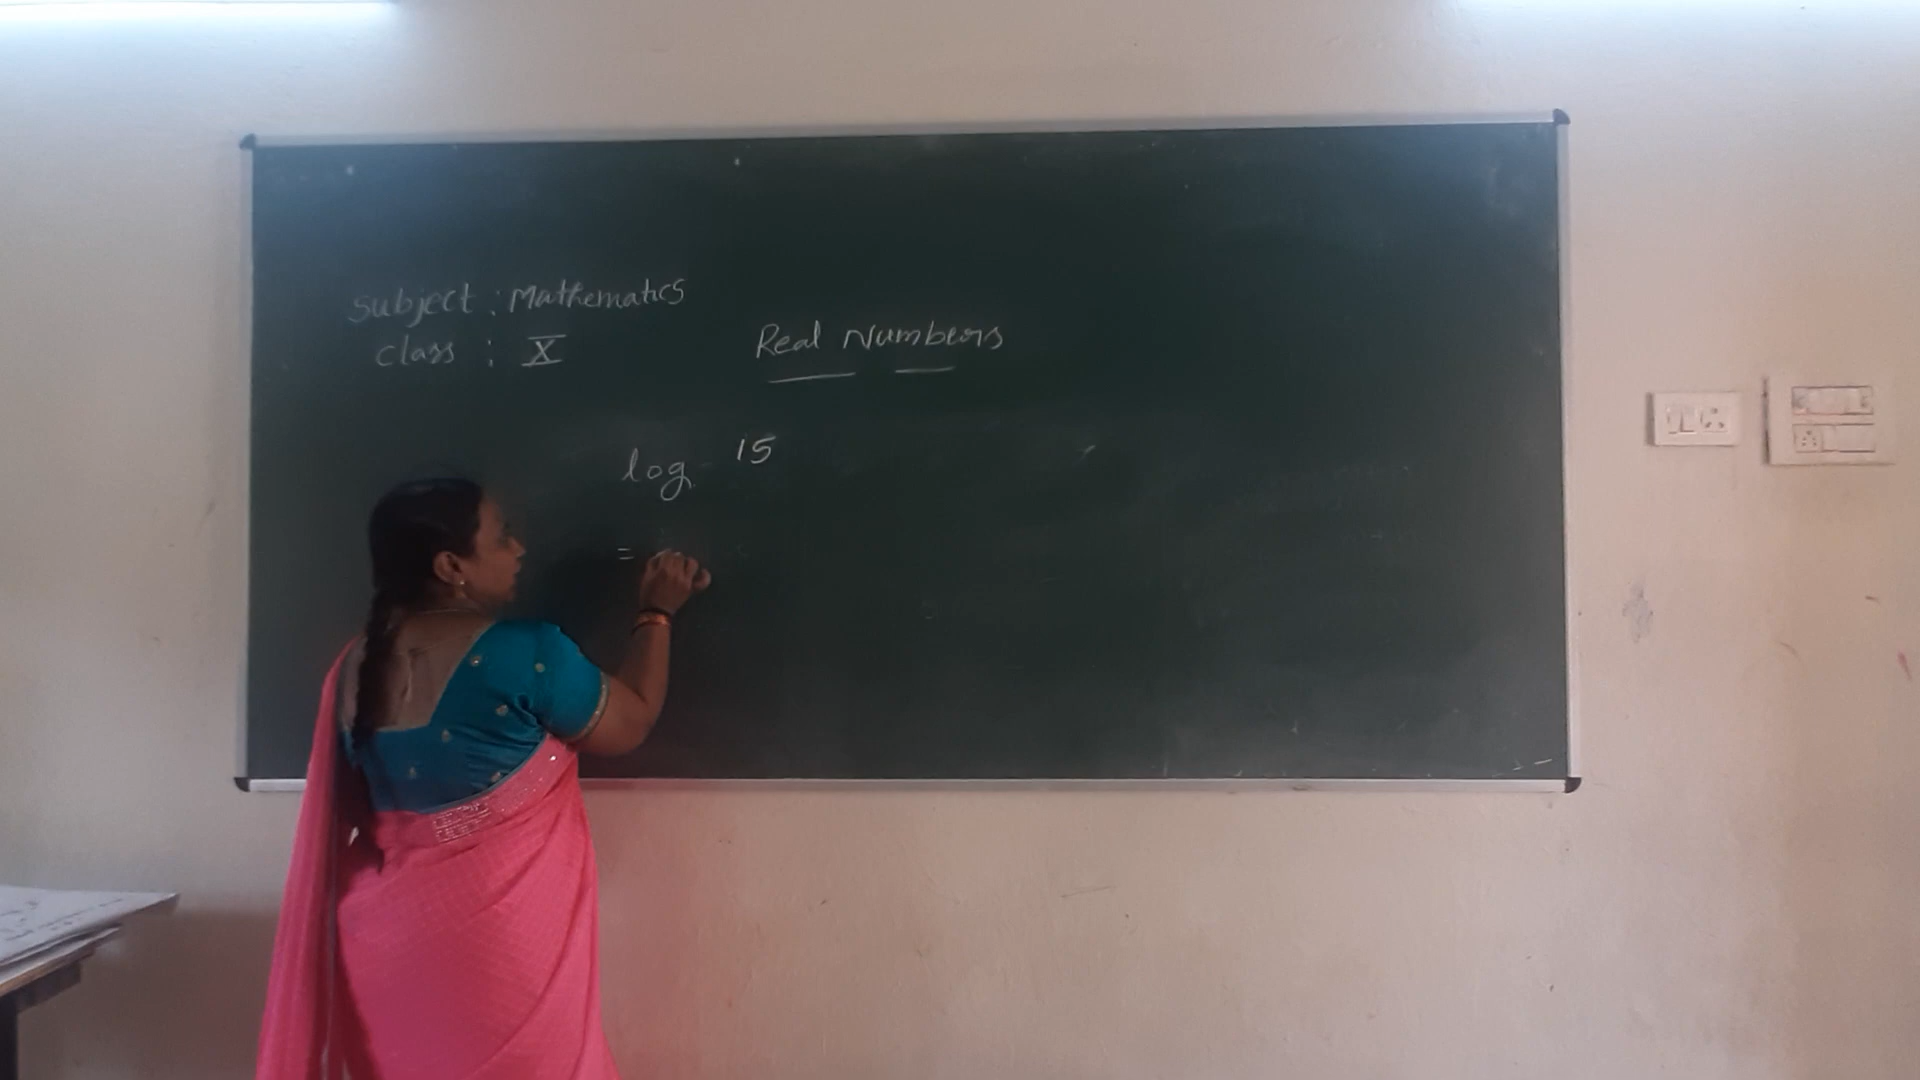 Subject : Mathematics
Class : X
Real Numbers
log 15
=